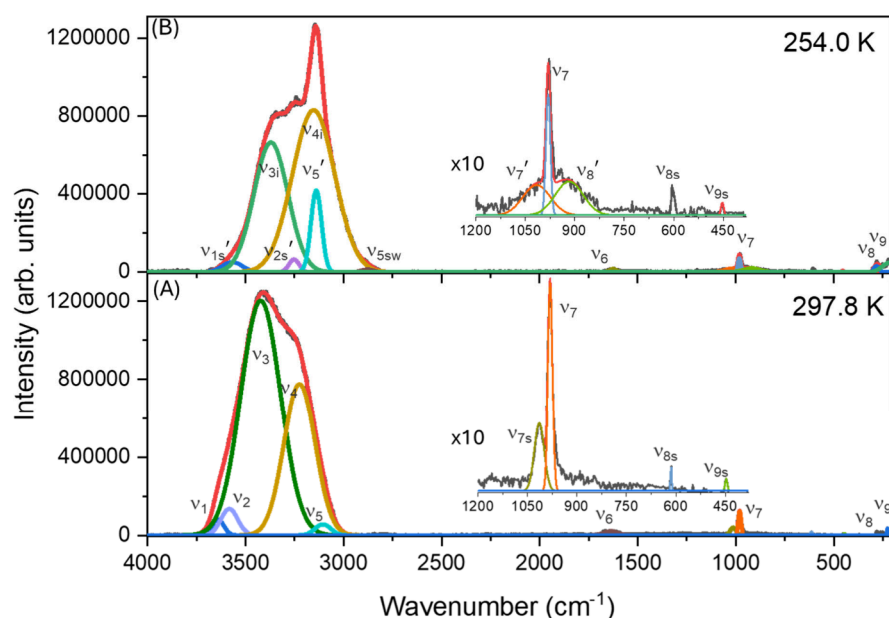 (B)
254.0 K
1200000
800000
400000
0
ν1s′
ν3i
ν2s′
ν4i
ν5′
ν5sw
ν6
ν7
ν8
ν9
x10
ν7
ν7′
ν8′
ν8s
ν9s
1200 1050 900 750 600 450
(A)
297.8 K
1200000
800000
400000
0
ν1
ν2
ν3
ν4
ν5
ν6
ν7
ν8
ν9
x10
ν7
ν7s
ν8s
ν9s
1200 1050 900 750 600 450
4000 3500 3000 2500 2000 1500 1000 500
Intensity (arb. units)
Wavenumber (cm-1)